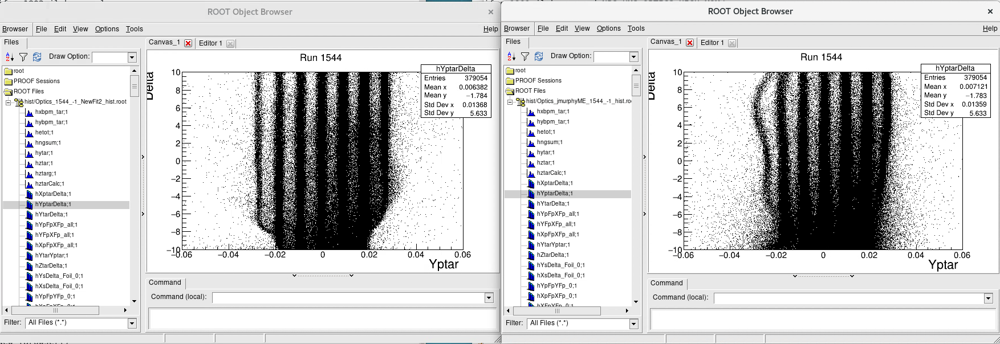 ROOT Object Browser
Browser File Edit View Options Tools Help
Files
Canvas_1 Editor 1
Draw Option:
root
PROOF Sessions
ROOT Files
hist/Optics_1544_-1_NewFit2_hist.root
hxbpm_tar;1
hybpm_tar;1
hetot;1
hngsum;1
hytar;1
hztar;1
hztarg;1
hztarCalc;1
hXptarDelta;1
hYptarDelta;1
hYtarDelta;1
hYpFpXFp_all;1
hYFpXFp_all;1
hXpFpXFp_all;1
hYtarYptar;1
hZtarDelta;1
hYsDelta_Foil_0;1
hXsDelta_Foil_0;1
hYpFpYFp_0;1
Filter: All Files (*.*)
Run 1544
Delta
10
8
6
4
2
0
−2
−4
−6
−8
−10
−0.06 −0.04 −0.02 0 0.02 0.04 0.06
Yptar
hYptarDelta
Entries 379054
Mean x 0.006382
Mean y −1.784
Std Dev x 0.01368
Std Dev y 5.633
Command
Command (local):
ROOT Object Browser
Browser File Edit View Options Tools Help
Files
Canvas_1 Editor 1
Draw Option:
root
PROOF Sessions
ROOT Files
hist/Optics_jmurphyME_1544_-1_hist.ro
hxbpm_tar;1
hybpm_tar;1
hetot;1
hngsum;1
hytar;1
hztar;1
hztarCalc;1
hXptarDelta;1
hYptarDelta;1
hYtarDelta;1
hYpFpXFp_all;1
hYFpXFp_all;1
hXpFpXFp_all;1
hYtarYptar;1
hZtarDelta;1
hYsDelta_Foil_0;1
hXsDelta_Foil_0;1
hYpFpYFp_0;1
hXpFpXFp_0;1
Filter: All Files (*.*)
Run 1544
Delta
10
8
6
4
2
0
−2
−4
−6
−8
−10
−0.06 −0.04 −0.02 0 0.02 0.04 0.06
Yptar
hYptarDelta
Entries 379054
Mean x 0.007121
Mean y −1.783
Std Dev x 0.01359
Std Dev y 5.633
Command
Command (local):